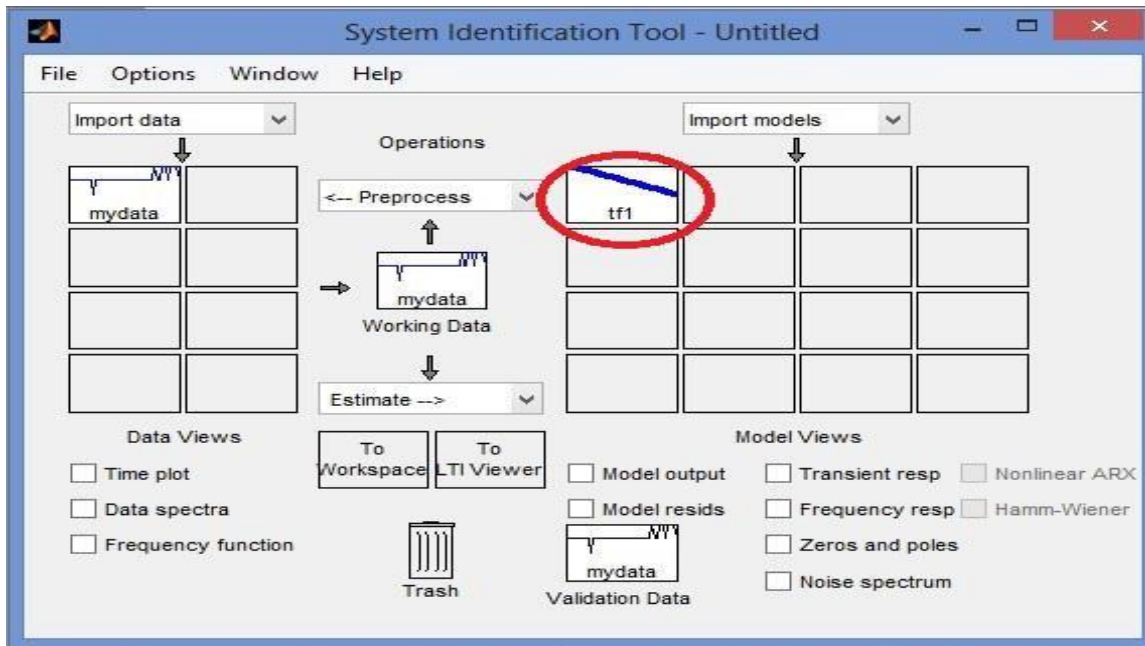 System Identification Tool - Untitled
File Options Window Help
Import data
Import models
Operations
<-- Preprocess
mydata
tf1
mydata
Working Data
Estimate -->
Data Views
Model Views
To Workspace
To LTI Viewer
Time plot
Data spectra
Frequency function
Model output
Model resids
Transient resp
Frequency resp
Zeros and poles
Noise spectrum
Nonlinear ARX
Hamm-Wiener
Trash
mydata
Validation Data